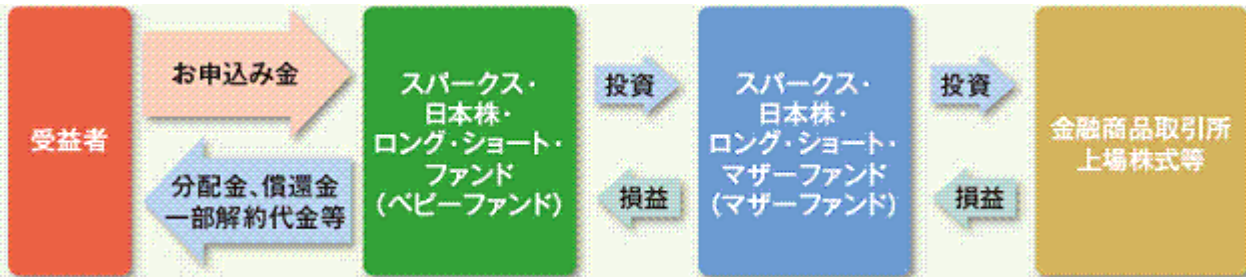 受益者
お申込み金
分配金、償還金
一部解約代金等
スパークス・
日本株・
ロング・ショート・
ファンド
(ベビーファンド)
投資
損益
スパークス・
日本株・
ロング・ショート・
マザーファンド
(マザーファンド)
投資
損益
金融商品取引所
上場株式等